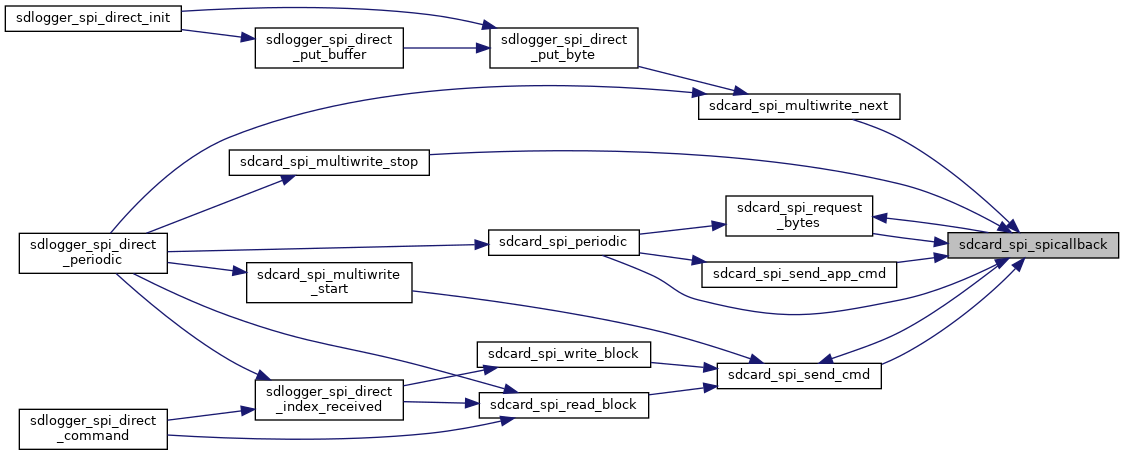 sdlogger_spi_direct_init
sdlogger_spi_direct
_put_buffer
sdlogger_spi_direct
_put_byte
sdcard_spi_multiwrite_next
sdcard_spi_multiwrite_stop
sdcard_spi_request
_bytes
sdlogger_spi_direct
_periodic
sdcard_spi_periodic
sdcard_spi_spicallback
sdcard_spi_multiwrite
_start
sdcard_spi_send_app_cmd
sdcard_spi_write_block
sdcard_spi_send_cmd
sdlogger_spi_direct
_index_received
sdcard_spi_read_block
sdlogger_spi_direct
_command